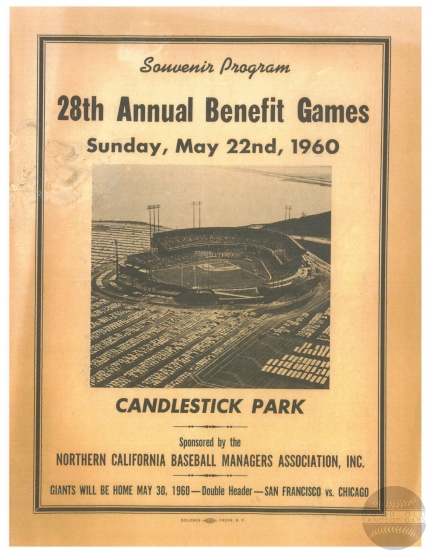 Souvenir Program
28th Annual Benefit Games
Sunday, May 22nd, 1960
CANDLESTICK PARK
Sponsored by the
NORTHERN CALIFORNIA BASEBALL MANAGERS ASSOCIATION, INC.
GIANTS WILL BE HOME MAY 30, 1960—Double Header—SAN FRANCISCO vs. CHICAGO
PRESS, S. F.